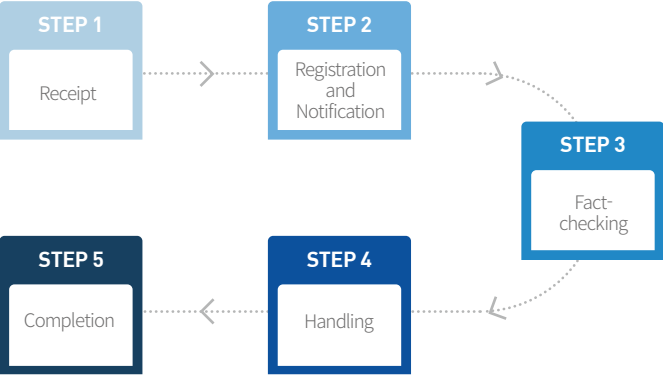 STEP 1
Receipt
STEP 2
Registration
and
Notification
STEP 3
Fact-
checking
STEP 4
Handling
STEP 5
Completion